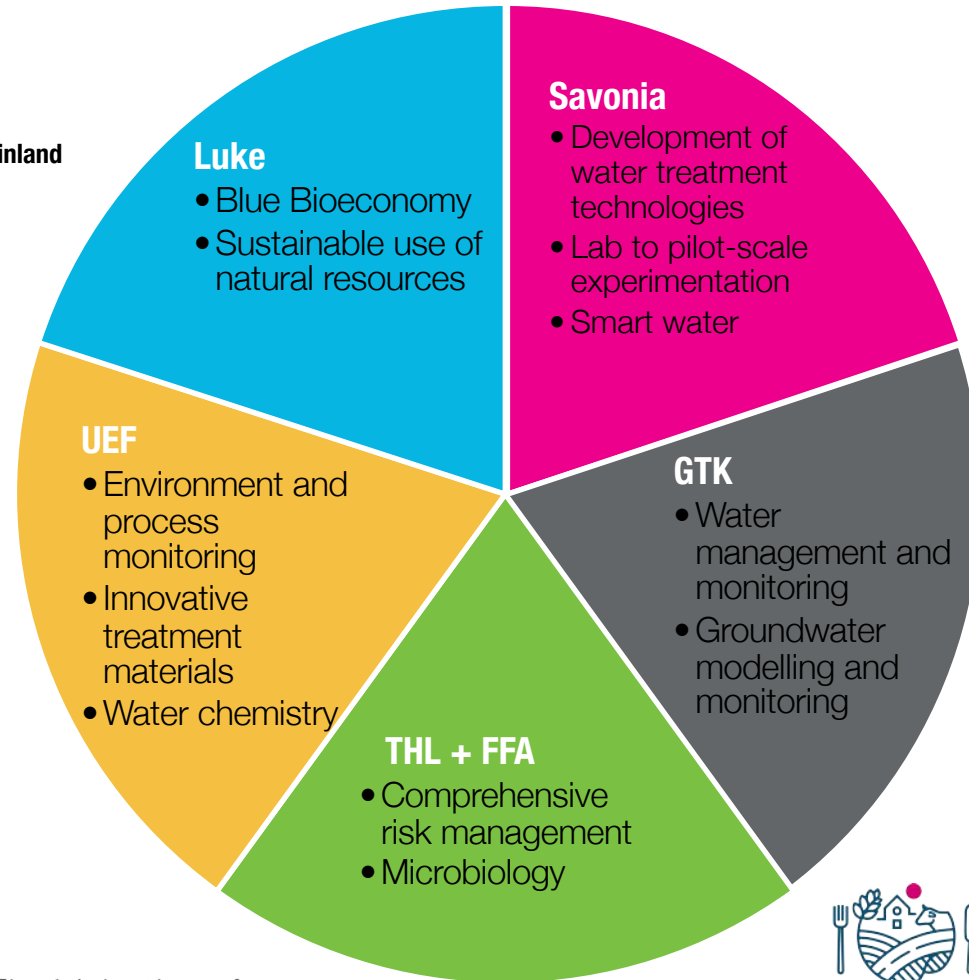 inland
Luke
• Blue Bioeconomy
• Sustainable use of
natural resources
Savonia
• Development of
water treatment
technologies
• Lab to pilot-scale
experimentation
• Smart water
UEF
• Environment and
process
monitoring
• Innovative
treatment
materials
• Water chemistry
GTK
• Water
management and
monitoring
• Groundwater
modelling and
monitoring
THL + FFA
• Comprehensive
risk management
• Microbiology